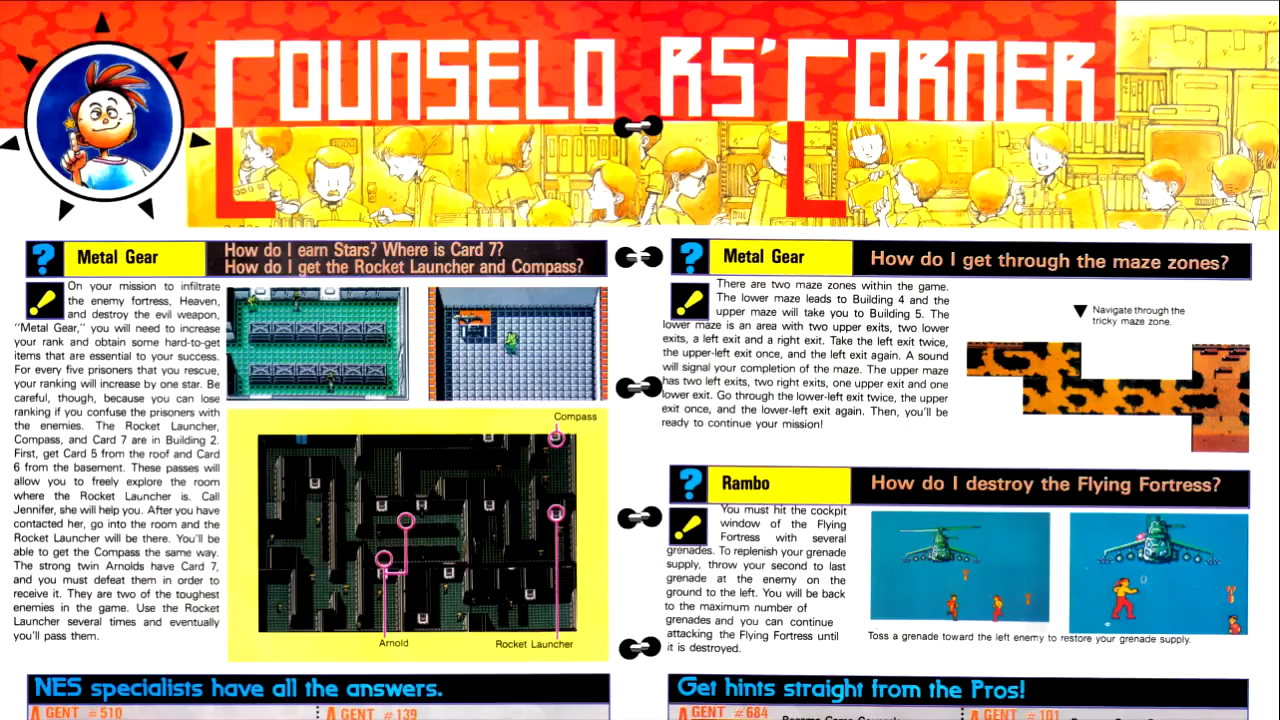 COUNSELORS' CORNER
? Metal Gear
How do I earn Stars? Where is Card 7?
How do I get the Rocket Launcher and Compass?
!
On your mission to infiltrate
the enemy fortress, Heaven,
and destroy the evil weapon,
"Metal Gear," you will need to increase
your rank and obtain some hard-to-get
items that are essential to your success.
For every five prisoners that you rescue,
your ranking will increase by one star. Be
careful, though, because you can lose
ranking if you confuse the prisoners with
the enemies. The Rocket Launcher,
Compass, and Card 7 are in Building 2.
First, get Card 5 from the roof and Card
6 from the basement. These passes will
allow you to freely explore the room
where the Rocket Launcher is. Call
Jennifer, she will help you. After you have
contacted her, go into the room and the
Rocket Launcher will be there. You'll be
able to get the Compass the same way.
The strong twin Arnolds have Card 7,
and you must defeat them in order to
receive it. They are two of the toughest
enemies in the game. Use the Rocket
Launcher several times and eventually
you'll pass them.
Compass
Arnold
Rocket Launcher
NES specialists have all the answers.
AGENT #510
AGENT #139
? Metal Gear
How do I get through the maze zones?
!
There are two maze zones within the game.
The lower maze leads to Building 4 and the
upper maze will take you to Building 5. The
lower maze is an area with two upper exits, two lower
exits, a left exit and a right exit. Take the left exit twice,
the upper-left exit once, and the left exit again. A sound
will signal your completion of the maze. The upper maze
has two left exits, two right exits, one upper exit and one
lower exit. Go through the lower-left exit twice, the upper
exit once, and the lower-left exit again. Then, you'll be
ready to continue your mission!
▼ Navigate through the
tricky maze zone.
? Rambo
How do I destroy the Flying Fortress?
!
You must hit the cockpit
window of the Flying
Fortress with several
grenades. To replenish your grenade
supply, throw your second to last
grenade at the enemy on the
ground to the left. You will be back
to the maximum number of
grenades and you can continue
attacking the Flying Fortress until
it is destroyed.
Toss a grenade toward the left enemy to restore your grenade supply.
Get hints straight from the Pros!
AGENT #684
AGENT #101